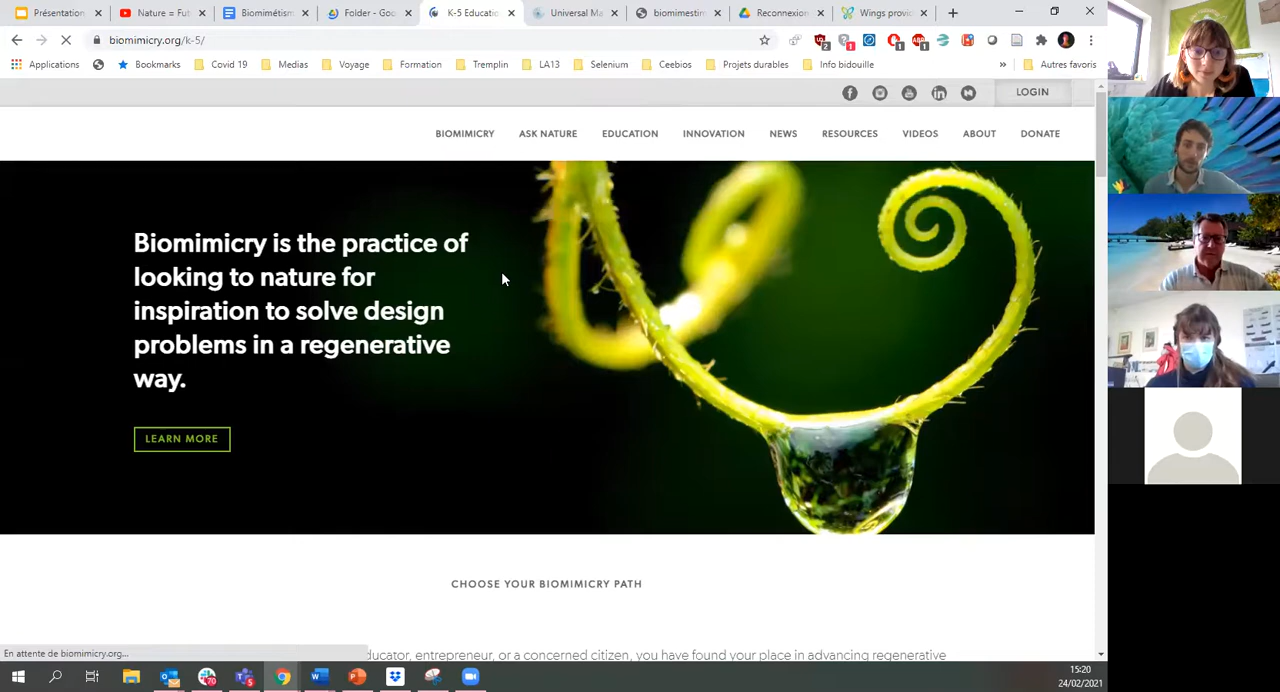 Présentation
Nature = Fut
Biomimétism
Folder - Goo
K-5 Educatio
Universal Ma
biomimestim
Reconnexion
Wings provid
biomimicry.org/k-5/
Applications
Bookmarks
Covid 19
Medias
Voyage
Formation
Tremplin
LA13
Selenium
Ceebios
Projets durables
Info bidouille
»
Autres favoris
LOGIN
BIOMIMICRY ASK NATURE EDUCATION INNOVATION NEWS RESOURCES VIDEOS ABOUT DONATE
Biomimicry is the practice of
looking to nature for
inspiration to solve design
problems in a regenerative
way.
LEARN MORE
CHOOSE YOUR BIOMIMICRY PATH
ducator, entrepreneur, or a concerned citizen, you have found your place in advancing regenerative
En attente de biomimicry.org...
15:20
24/02/2021